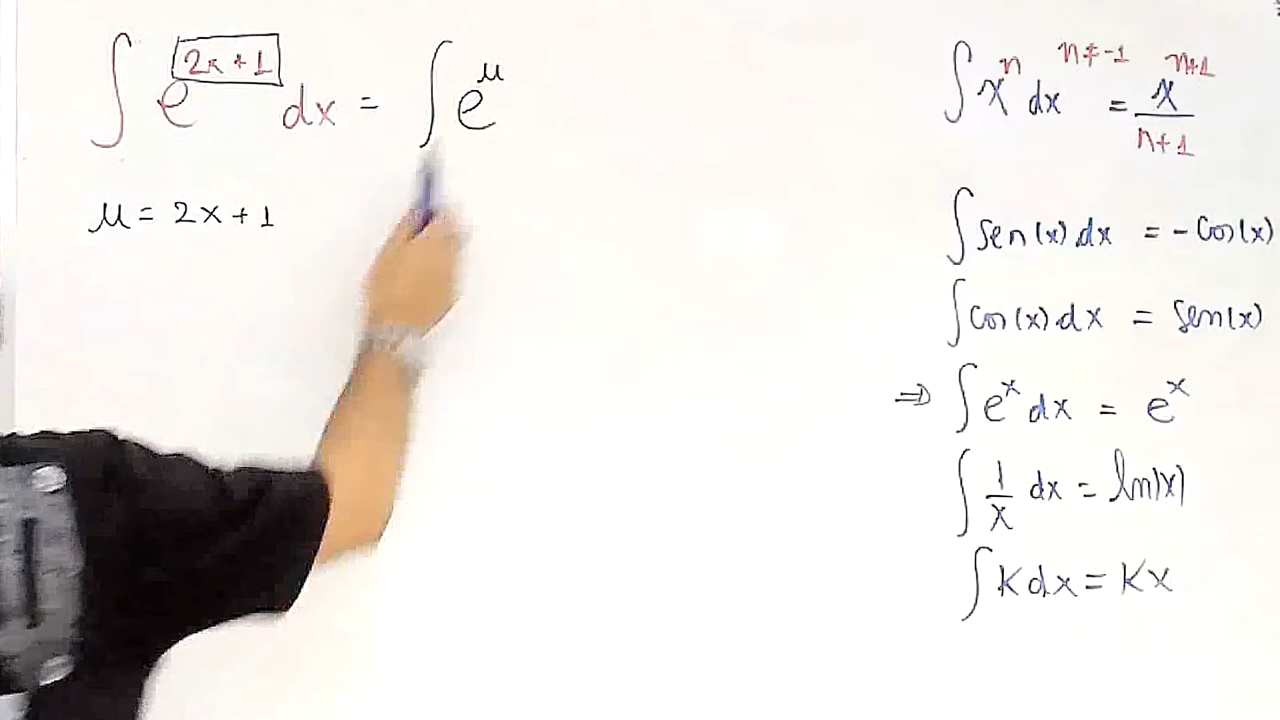 ∫ e^{2x+1} dx = ∫ e^μ
μ = 2x+1
∫ x^n dx = x^{n+1}/(n+1) n≠-1
∫ Sen(x) dx = -Cos(x)
∫ Cos(x) dx = Sen(x)
⇒ ∫ e^x dx = e^x
∫ 1/x dx = ln|x|
∫ K dx = Kx